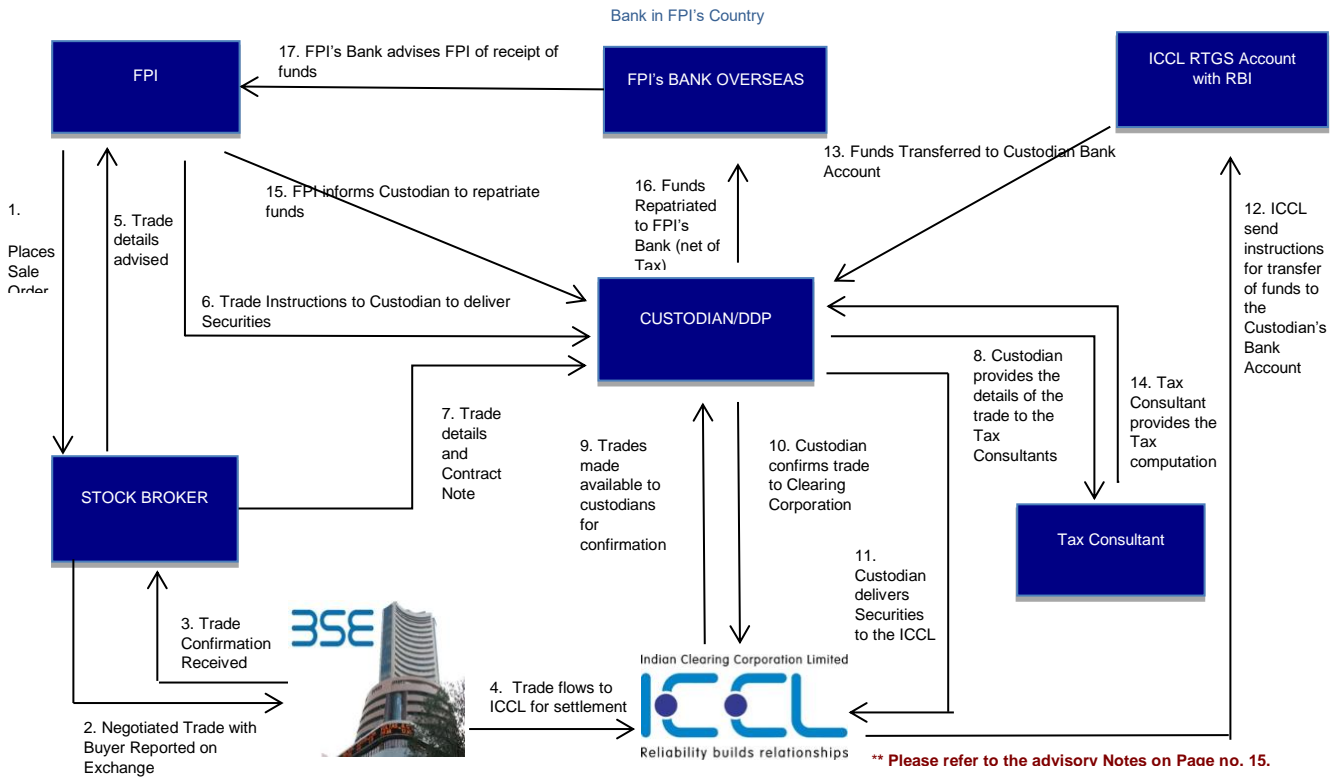 Bank in FPI's Country
FPI
17. FPI's Bank advises FPI of receipt of
funds
FPI's BANK OVERSEAS
ICCL RTGS Account
with RBI
13. Funds Transferred to Custodian Bank
Account
15. FPI informs Custodian to repatriate
funds
16. Funds
Repatriated
to FPI's
Bank (net of
Tax)
1.
Places
Sale
Order
5. Trade
details
advised
12. ICCL
send
instructions
for transfer
of funds to
the
Custodian's
Bank
Account
6. Trade Instructions to Custodian to deliver
Securities
CUSTODIAN/DDP
8. Custodian
provides the
details of the
trade to the
Tax
Consultants
14. Tax
Consultant
provides the
Tax
computation
7. Trade
details
and
Contract
Note
9. Trades
made
available to
custodians
for
confirmation
10. Custodian
confirms trade
to Clearing
Corporation
STOCK BROKER
Tax Consultant
11.
Custodian
delivers
Securities
to the ICCL
3. Trade
Confirmation
Received
BSE
4. Trade flows to
ICCL for settlement
Indian Clearing Corporation Limited
ICCL
Reliability builds relationships
2. Negotiated Trade with
Buyer Reported on
Exchange
** Please refer to the advisory Notes on Page no. 15.